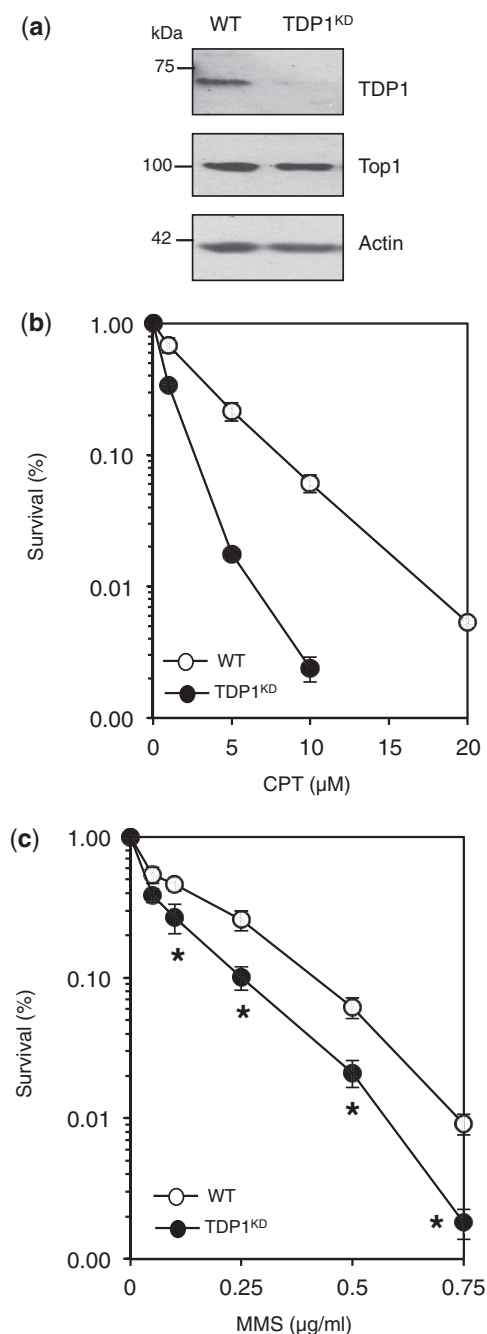 (a)
WT TDP1KD
kDa
75
TDP1
100
Top1
42
Actin
(b)
1.00
0.10
0.01
0.00
Survival (%)
WT
TDP1KD
0 5 10 15 20
CPT (µM)
(c)
1.00
0.10
0.01
0.00
Survival (%)
*
*
*
*
WT
TDP1KD
0 0.25 0.5 0.75
MMS (µg/ml)